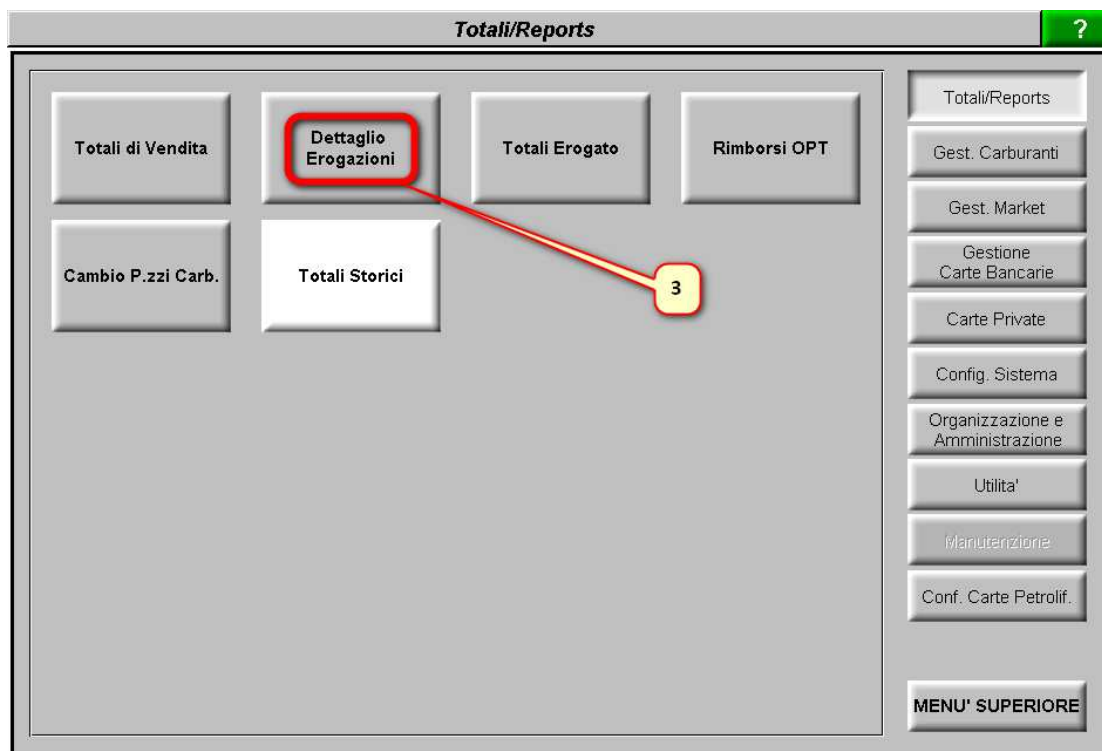 Totali/Reports
?
Totali di Vendita
Dettaglio
Erogazioni
Totali Erogato
Rimborsi OPT
Cambio P.zzi Carb.
Totali Storici
3
Totali/Reports
Gest. Carburanti
Gest. Market
Gestione
Carte Bancarie
Carte Private
Config. Sistema
Organizzazione e
Amministrazione
Utilita'
Manutenzione
Conf. Carte Petrolif.
MENU' SUPERIORE